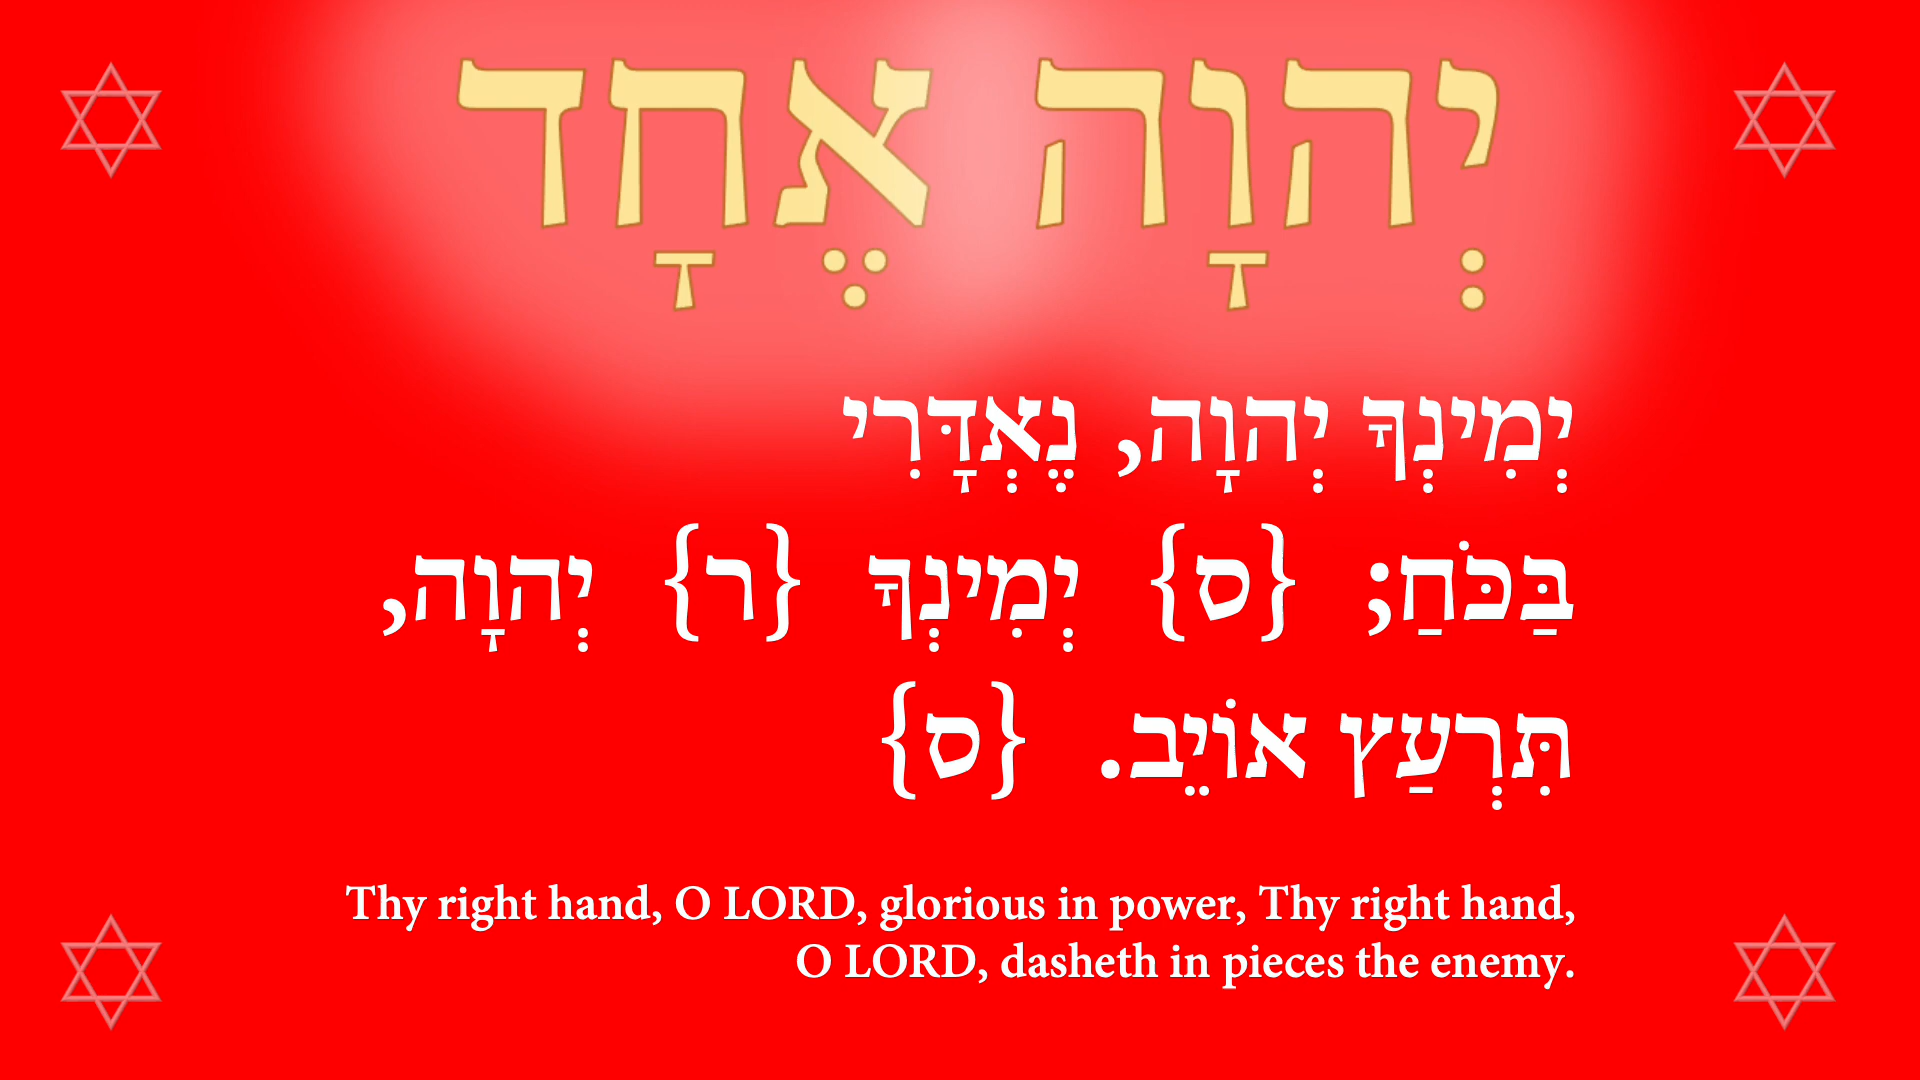 יְהוָה אֶחָד
יְמִינְךָ יְהוָה, נֶאְדָּרִי
בַּכֹּחַ; {ס} יְמִינְךָ {ר} יְהוָה,
תִּרְעַץ אוֹיֵב. {ס}
Thy right hand, O LORD, glorious in power, Thy right hand,
O LORD, dasheth in pieces the enemy.